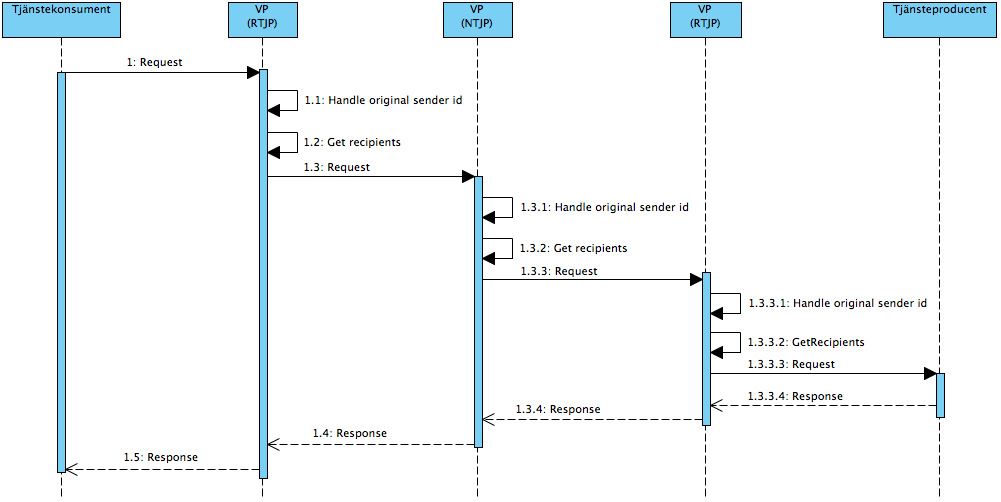 Tjänstekonsument
VP
(RTJP)
VP
(NTJP)
VP
(RTJP)
Tjänsteproducent
1: Request
1.1: Handle original sender id
1.2: Get recipients
1.3: Request
1.3.1: Handle original sender id
1.3.2: Get recipients
1.3.3: Request
1.3.3.1: Handle original sender id
1.3.3.2: GetRecipients
1.3.3.3: Request
1.3.3.4: Response
1.3.4: Response
1.4: Response
1.5: Response